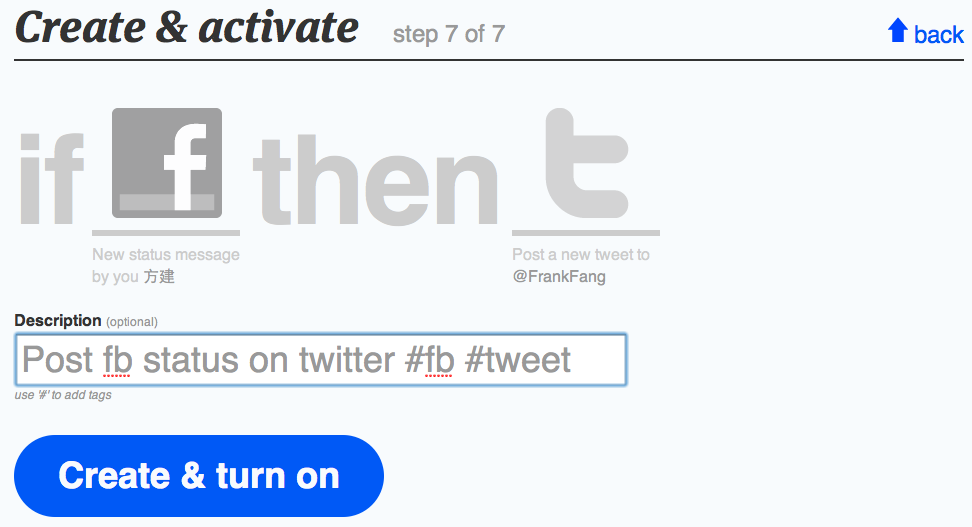 Create & activate step 7 of 7 back
if f then t
New status message
by you 方建
Post a new tweet to
@FrankFang
Description (optional)
Post fb status on twitter #fb #tweet
use '#' to add tags
Create & turn on